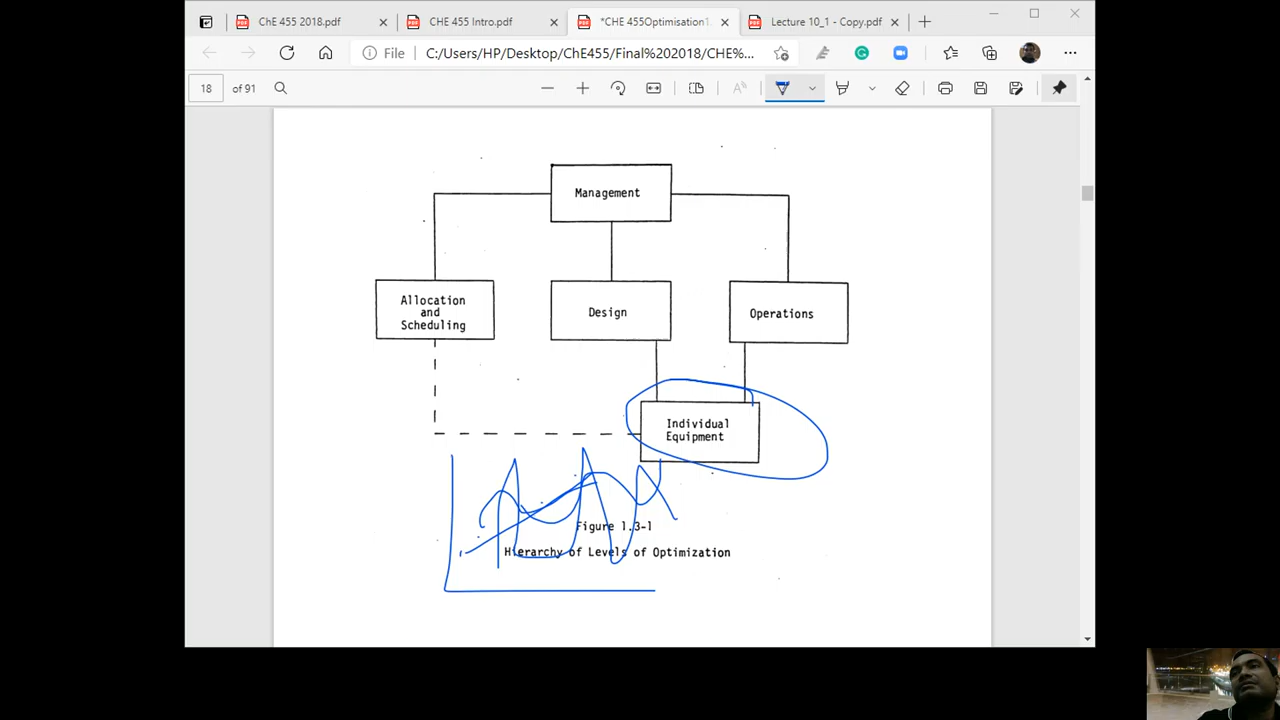 ChE 455 2018.pdf
CHE 455 Intro.pdf
*CHE 455Optimisation1.
Lecture 10_1 - Copy.pdf
File
C:/Users/HP/Desktop/ChE455/Final%202018/CHE%...
18
of 91
Management
Allocation
and
Scheduling
Design
Operations
Individual
Equipment
Figure 1.3-1
Hierarchy of Levels of Optimization